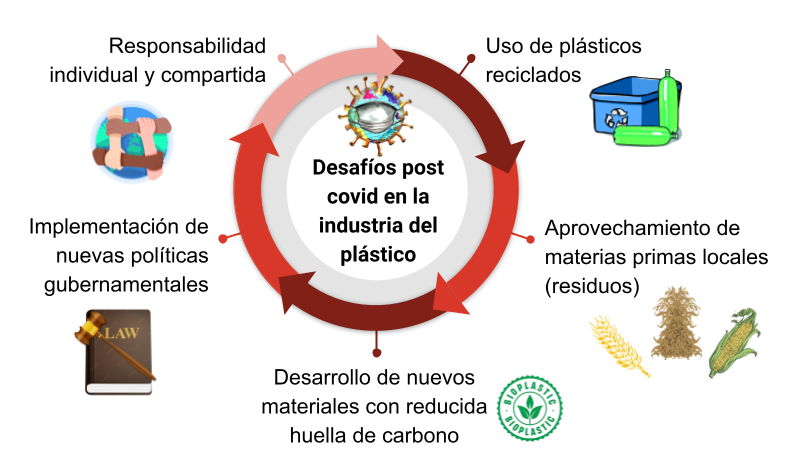 Responsabilidad
individual y compartida
Uso de plásticos
reciclados
Desafíos post
covid en la
industria del
plástico
Implementación de
nuevas políticas
gubernamentales
LAW
Aprovechamiento de
materias primas locales
(residuos)
Desarrollo de nuevos
materiales con reducida
huella de carbono
BIOPLASTIC
BIOPLASTIC